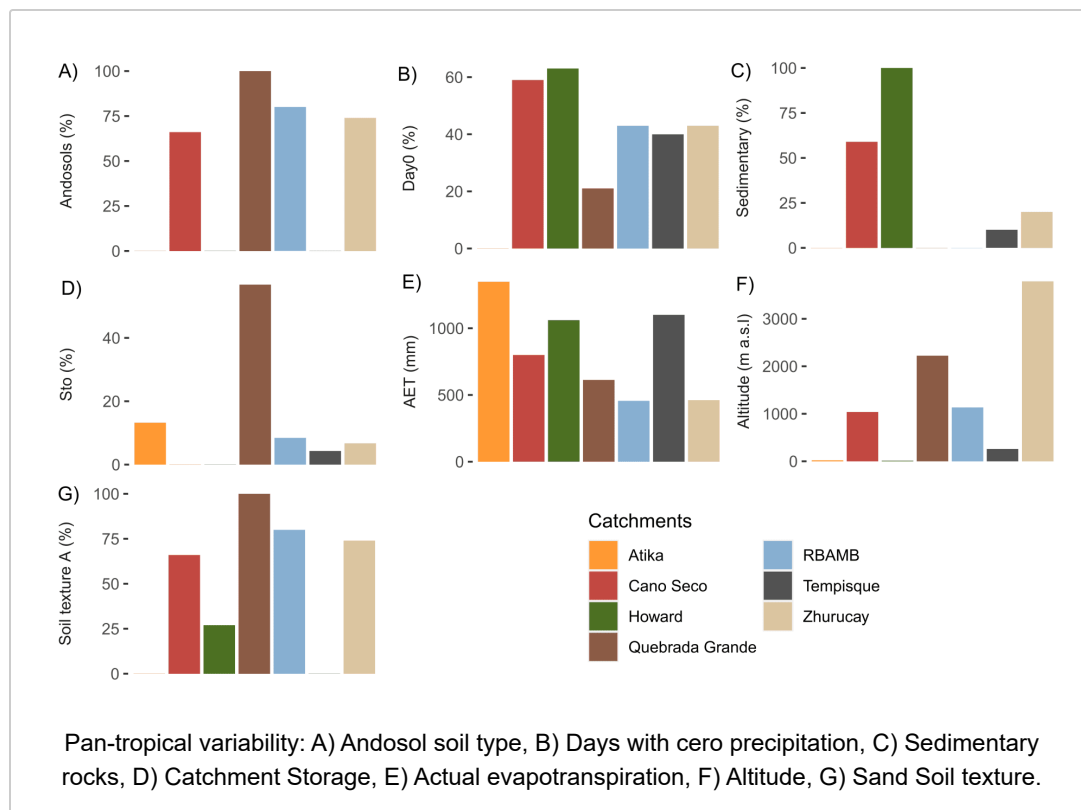 A)
Andosols (%)
100
75
50
25
0
B)
Day0 (%)
60
40
20
0
C)
Sedimentary (%)
100
75
50
25
0
D)
Sto (%)
40
20
0
E)
AET (mm)
1000
500
0
F)
Altitude (m a.s.l)
3000
2000
1000
0
G)
Soil texture A (%)
100
75
50
25
0
Catchments
Atika
Cano Seco
Howard
Quebrada Grande
RBAMB
Tempisque
Zhurucay
Pan-tropical variability: A) Andosol soil type, B) Days with cero precipitation, C) Sedimentary
rocks, D) Catchment Storage, E) Actual evapotranspiration, F) Altitude, G) Sand Soil texture.